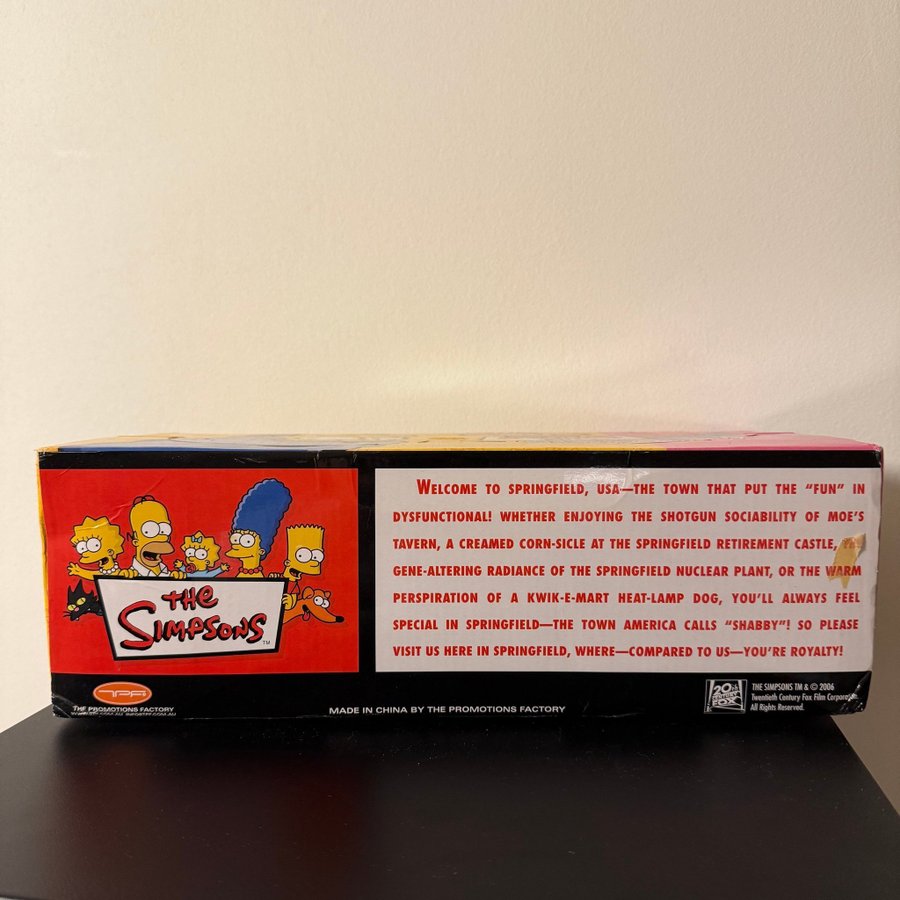 THE
SIMPSONS
TM
WELCOME TO SPRINGFIELD, USA—THE TOWN THAT PUT THE "FUN" IN
DYSFUNCTIONAL! WHETHER ENJOYING THE SHOTGUN SOCIABILITY OF MOE'S
TAVERN, A CREAMED CORN-SICLE AT THE SPRINGFIELD RETIREMENT CASTLE, THE
GENE-ALTERING RADIANCE OF THE SPRINGFIELD NUCLEAR PLANT, OR THE WARM
PERSPIRATION OF A KWIK-E-MART HEAT-LAMP DOG, YOU'LL ALWAYS FEEL
SPECIAL IN SPRINGFIELD—THE TOWN AMERICA CALLS "SHABBY"! SO PLEASE
VISIT US HERE IN SPRINGFIELD, WHERE—COMPARED TO US—YOU'RE ROYALTY!
TPF
THE PROMOTIONS FACTORY
MADE IN CHINA BY THE PROMOTIONS FACTORY
20th
CENTURY
FOX
THE SIMPSONS TM & © 2006
Twentieth Century Fox Film Corporation.
All Rights Reserved.